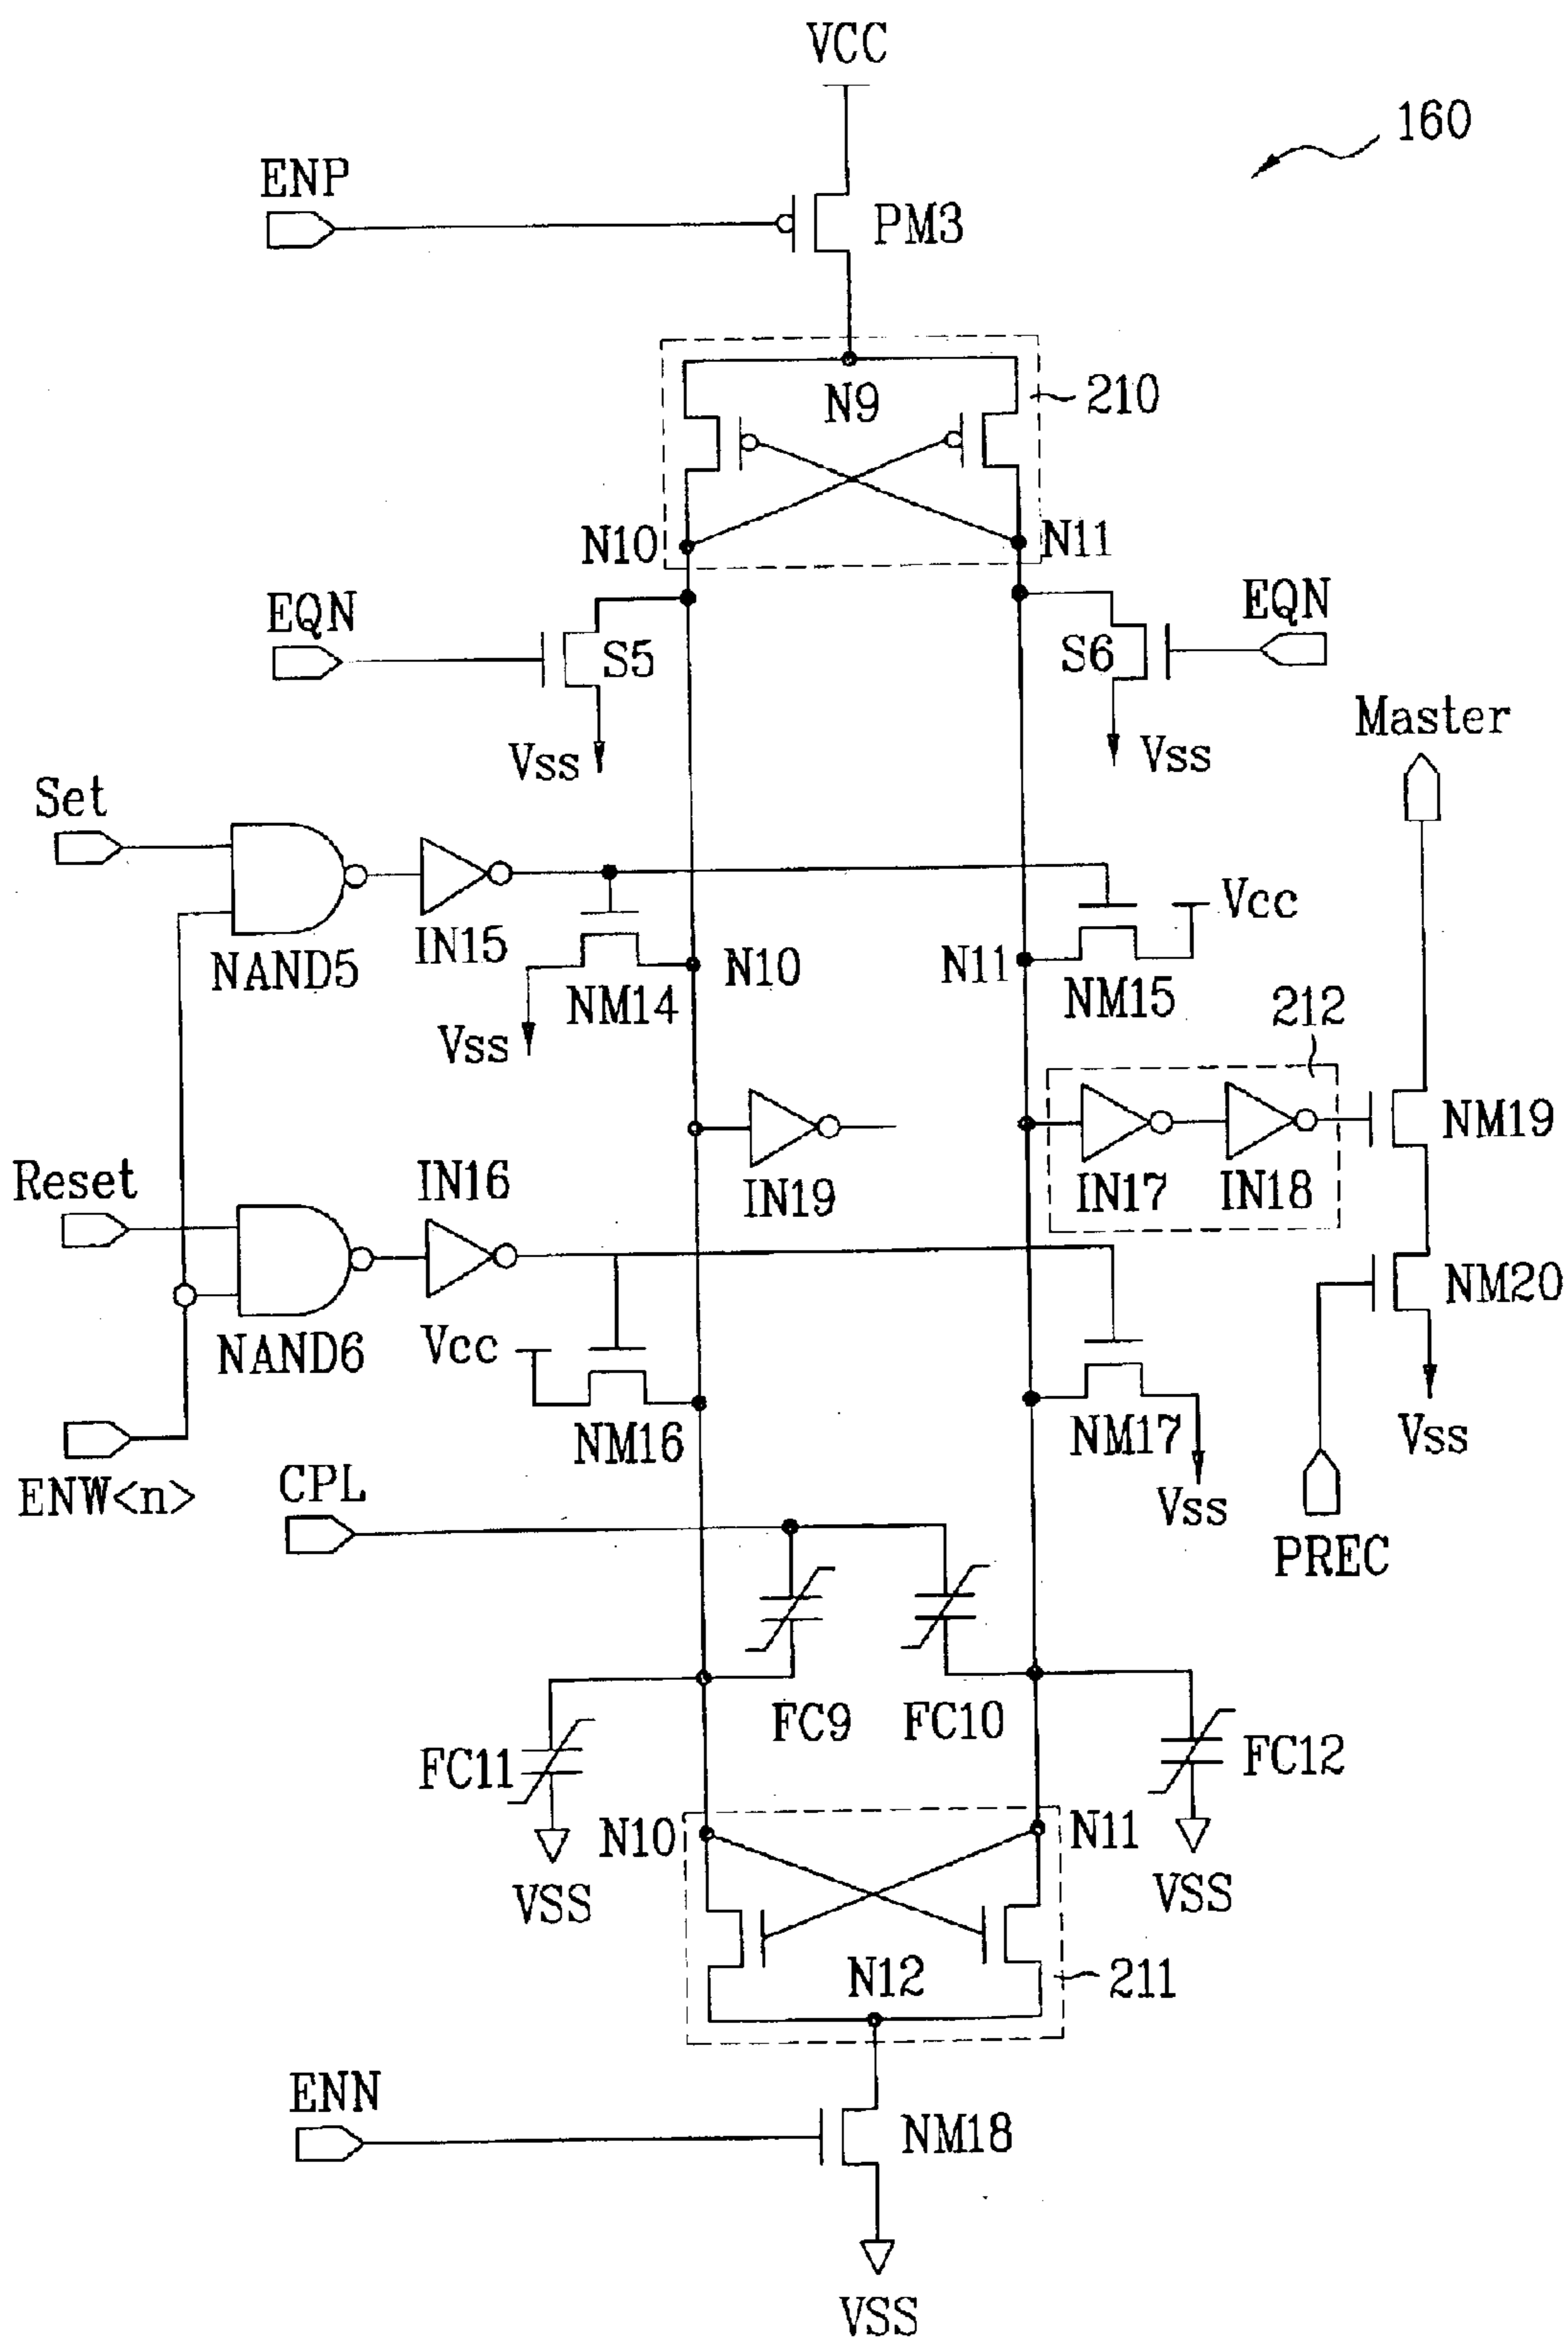 VCC
160
ENP
PM3
N9
210
N10
N11
EQN
S5
S6
EQN
Vss
Vss
Master
Set
NAND5
IN15
NM14
Vss
N10
N11
NM15
Vcc
212
IN19
IN17
IN18
NM19
Reset
IN16
NAND6
Vcc
NM16
NM17
Vss
NM20
Vss
PREC
ENW<n>
CPL
FC9
FC10
FC11
FC12
VSS
VSS
N10
N11
N12
211
ENN
NM18
VSS